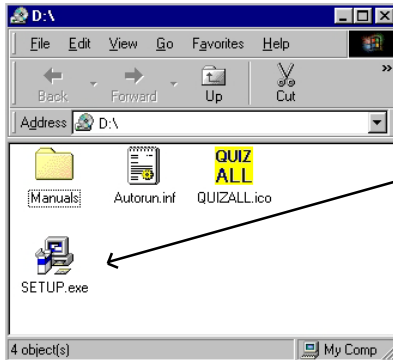 D:\
File Edit View Go Favorites Help
Back Forward Up Cut »
Address D:\
Manuals Autorun.inf QUIZ ALL QUIZALL.ico
SETUP.exe
4 object(s) My Comp